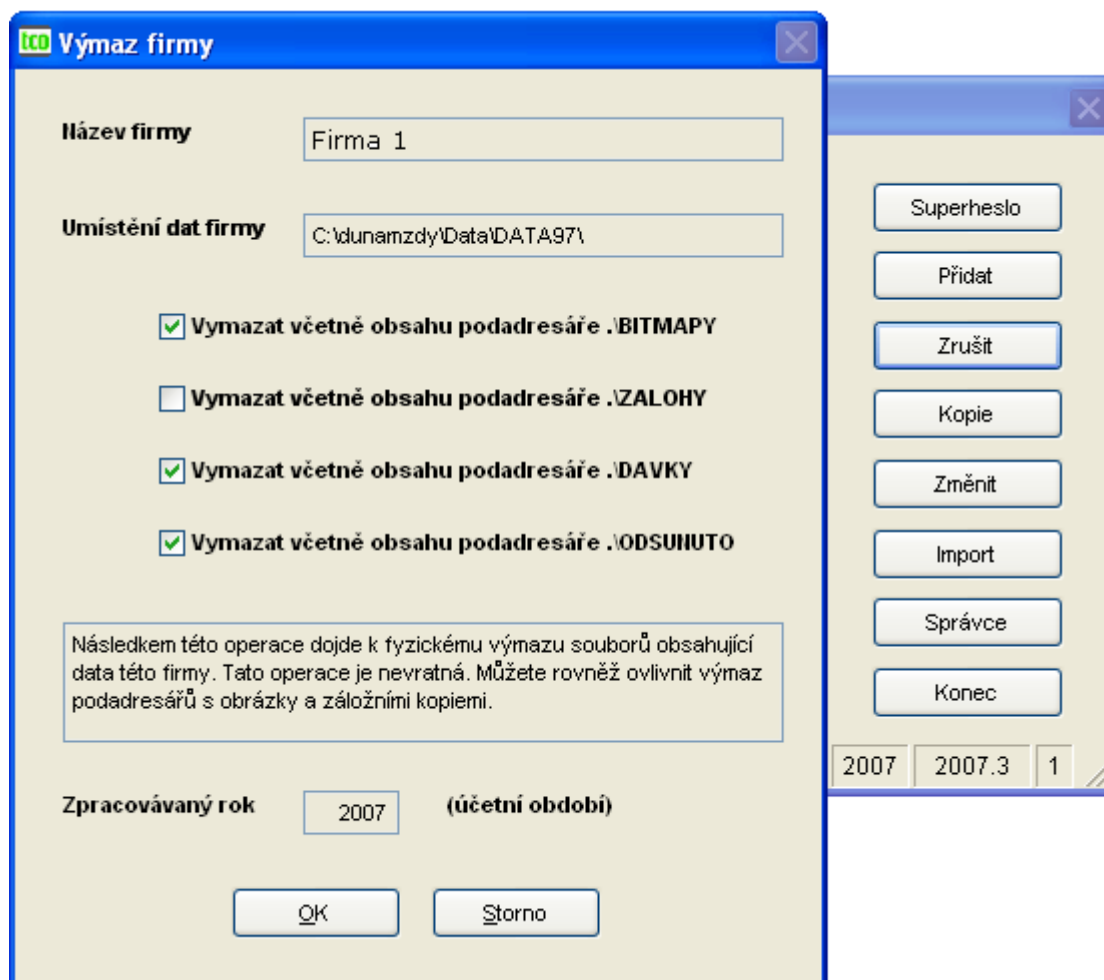 tco Výmaz firmy
Název firmy
Firma 1
Umístění dat firmy
C:\dunamzdy\Data\DATA97\
Vymazat včetně obsahu podadresáře .\BITMAPY
Vymazat včetně obsahu podadresáře .\ZALOHY
Vymazat včetně obsahu podadresáře .\DAVKY
Vymazat včetně obsahu podadresáře .\ODSUNUTO
Následkem této operace dojde k fyzickému výmazu souborů obsahující
data této firmy. Tato operace je nevratná. Můžete rovněž ovlivnit výmaz
podadresářů s obrázky a záložními kopiemi.
Zpracovávaný rok
2007
(účetní období)
OK
Storno
Superheslo
Přidat
Zrušit
Kopie
Změnit
Import
Správce
Konec
2007
2007.3
1